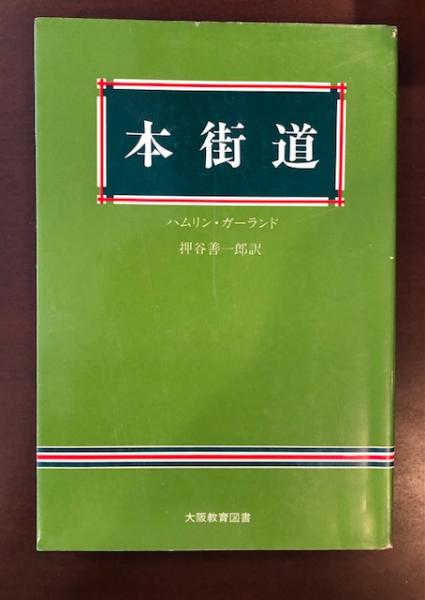 本街道
ハムリン・ガーランド
押谷善一郎訳
大阪教育図書